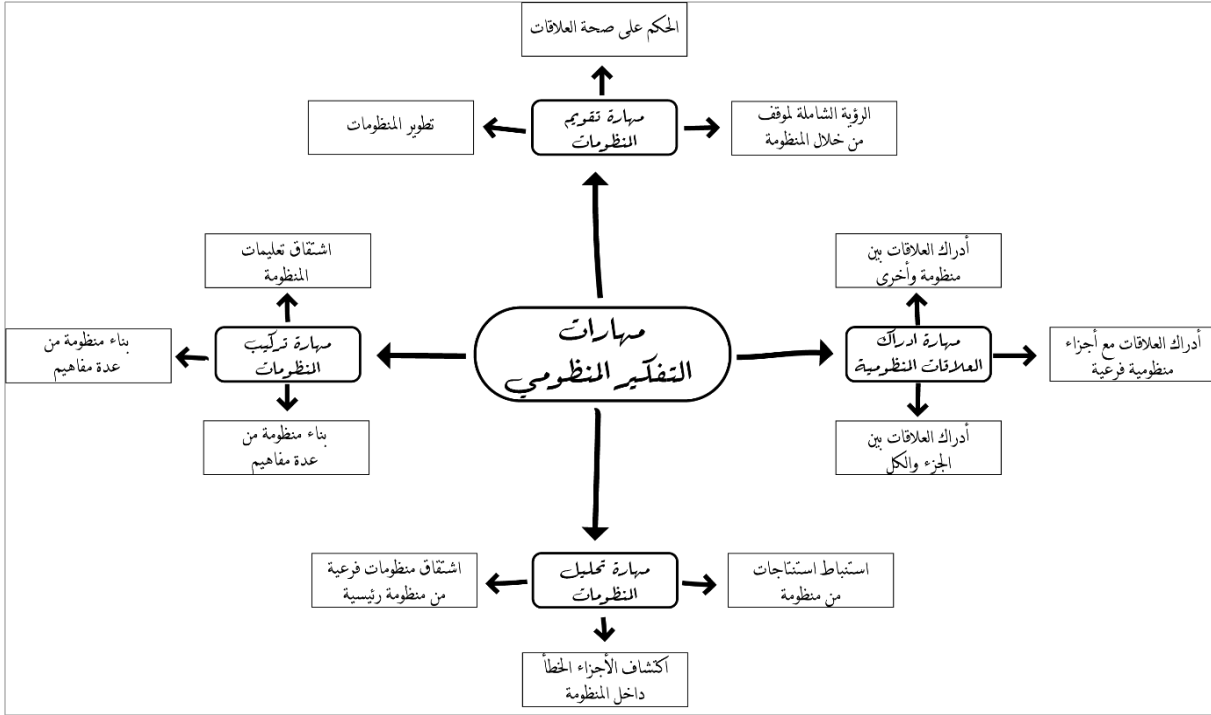 الحكم على صحة العلاقات
مهارة تقويم
المنظومات
الرؤية الشاملة لموقف
من خلال المنظومة
تطوير المنظومات
مهارات
التفكير المنظومي
أدراك العلاقات بين
منظومة وأخرى
مهارة ادراك
العلاقات المنظومية
أدراك العلاقات مع أجزاء
منظومية فرعية
أدراك العلاقات بين
الجزء والكل
اشتقاق تعليمات
المنظومة
مهارة تركيب
المنظومات
بناء منظومة من
عدة مفاهيم
بناء منظومة من
عدة مفاهيم
مهارة تحليل
المنظومات
استنباط استنتاجات
من منظومة
اشتقاق منظومات فرعية
من منظومة رئيسية
اكتشاف الأجزاء الخطأ
داخل المنظومة